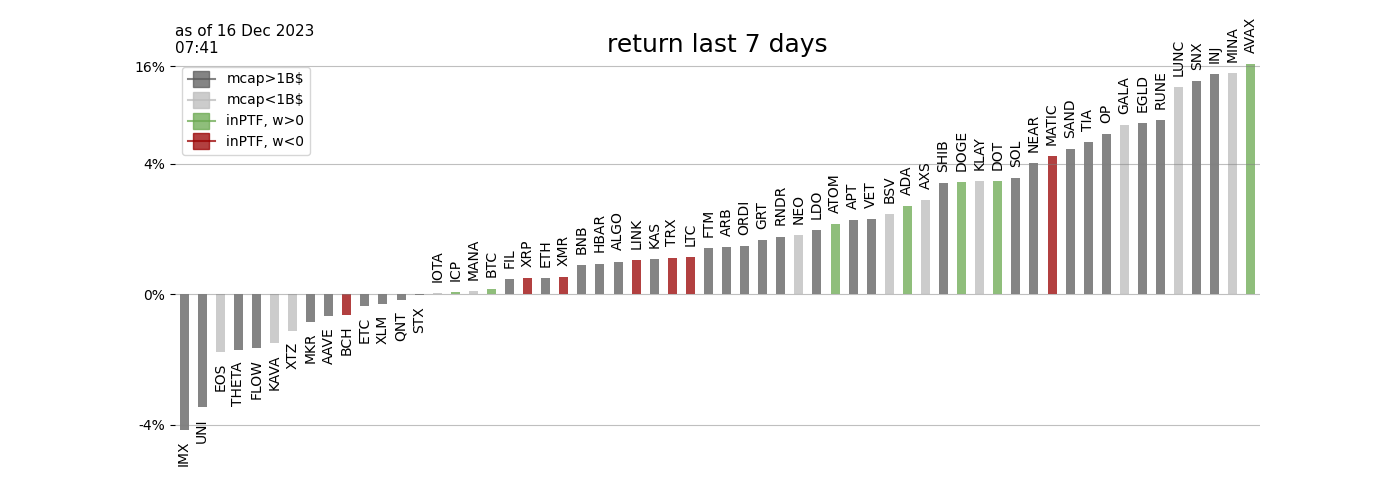 as of 16 Dec 2023
07:41
return last 7 days
16%
4%
0%
-4%
mcap>1B$
mcap<1B$
inPTF, w>0
inPTF, w<0
IMX
UNI
EOS
THETA
FLOW
KAVA
XTZ
MKR
AAVE
BCH
ETC
XLM
QNT
STX
IOTA
ICP
MANA
BTC
FIL
XRP
ETH
XMR
BNB
HBAR
ALGO
LINK
KAS
TRX
LTC
FTM
ARB
ORDI
GRT
RNDR
NEO
LDO
ATOM
APT
VET
BSV
ADA
AXS
SHIB
DOGE
KLAY
DOT
SOL
NEAR
MATIC
SAND
TIA
OP
GALA
EGLD
RUNE
LUNC
SNX
INJ
MINA
AVAX